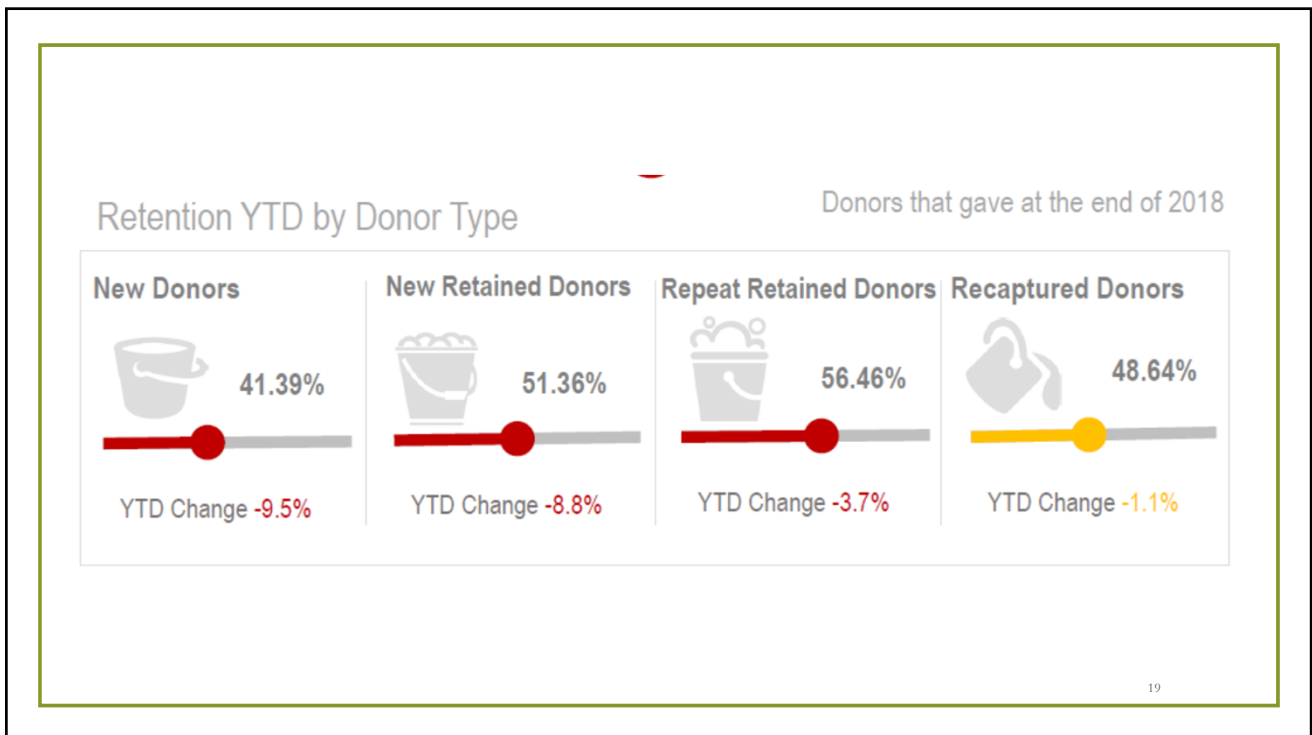 Retention YTD by Donor Type
Donors that gave at the end of 2018
New Donors
41.39%
YTD Change -9.5%
New Retained Donors
51.36%
YTD Change -8.8%
Repeat Retained Donors
56.46%
YTD Change -3.7%
Recaptured Donors
48.64%
YTD Change -1.1%
19